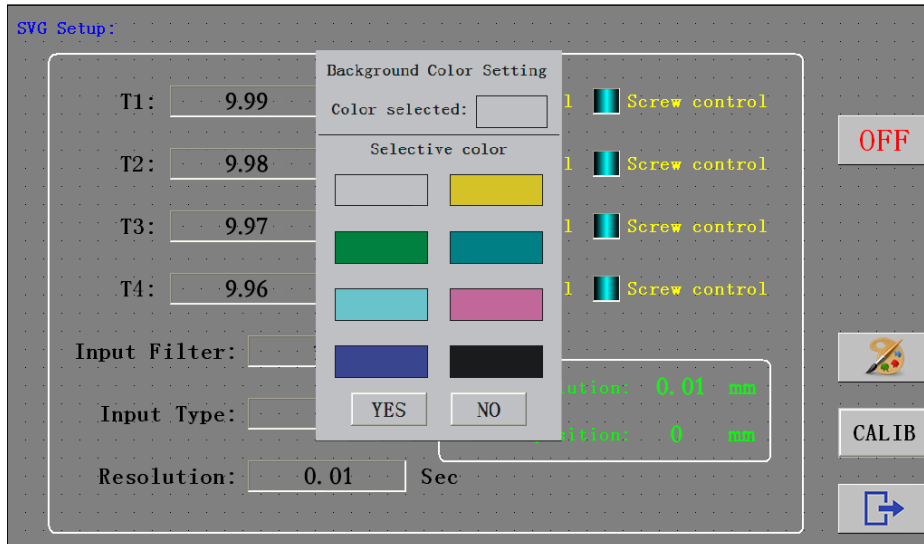 SVG Setup:
Background Color Setting
Color selected:
Selective color
YES
NO
T1: 9.99
Screw control
T2: 9.98
Screw control
T3: 9.97
Screw control
T4: 9.96
Screw control
Input Filter:
Input Type:
Resolution: 0.01 Sec
0.01 mm
0 mm
OFF
CALIB